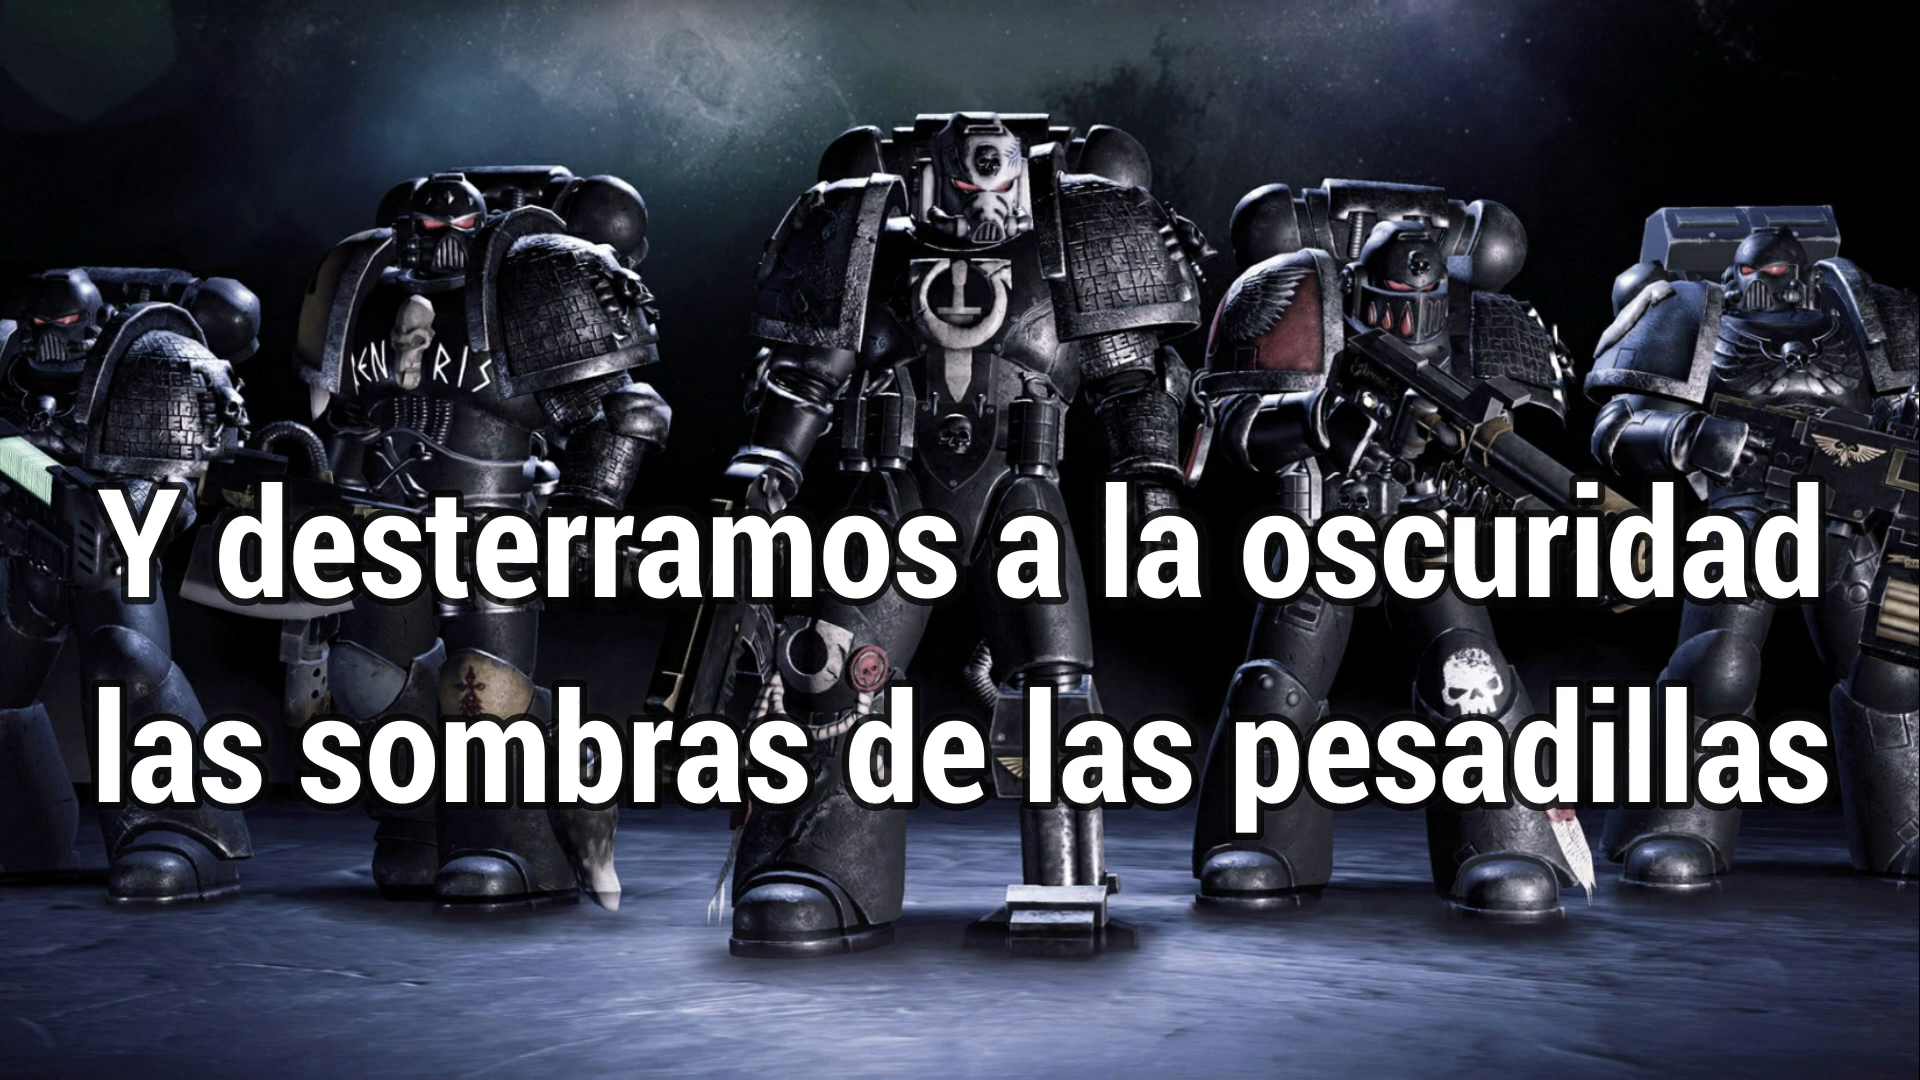 Y desterramos a la oscuridad
las sombras de las pesadillas